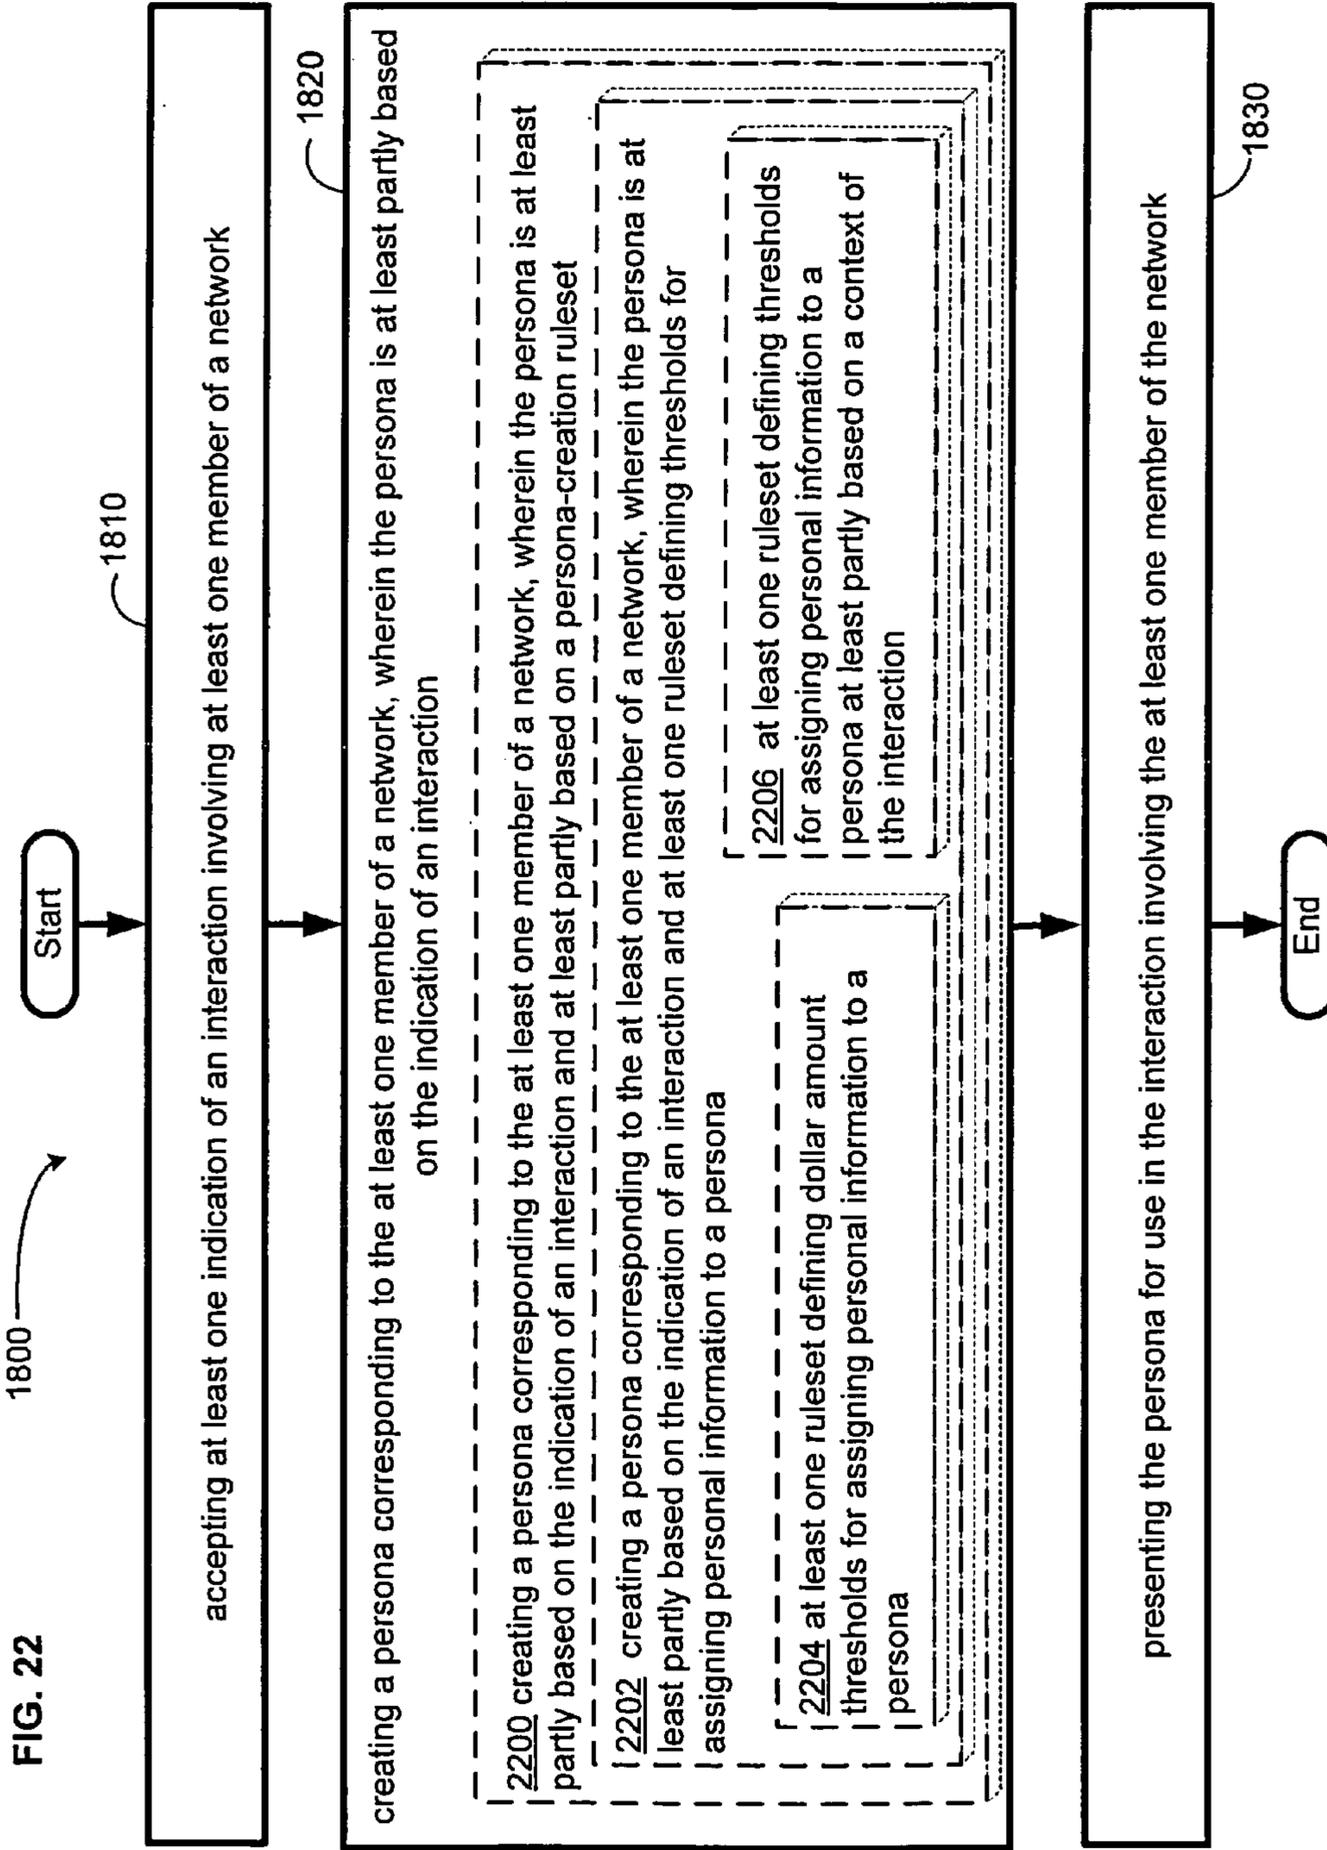 FIG. 22
1800
Start
1810
accepting at least one indication of an interaction involving at least one member of a network
1820
creating a persona corresponding to the at least one member of a network, wherein the persona is at least partly based
on the indication of an interaction
2200 creating a persona corresponding to the at least one member of a network, wherein the persona is at least
partly based on the indication of an interaction and at least partly based on a persona-creation ruleset
2202 creating a persona corresponding to the at least one member of a network, wherein the persona is at
least partly based on the indication of an interaction and at least one ruleset defining thresholds for
assigning personal information to a persona
2204 at least one ruleset defining dollar amount
thresholds for assigning personal information to a
persona
2206 at least one ruleset defining thresholds
for assigning personal information to a
persona at least partly based on a context of
the interaction
presenting the persona for use in the interaction involving the at least one member of the network
1830
End